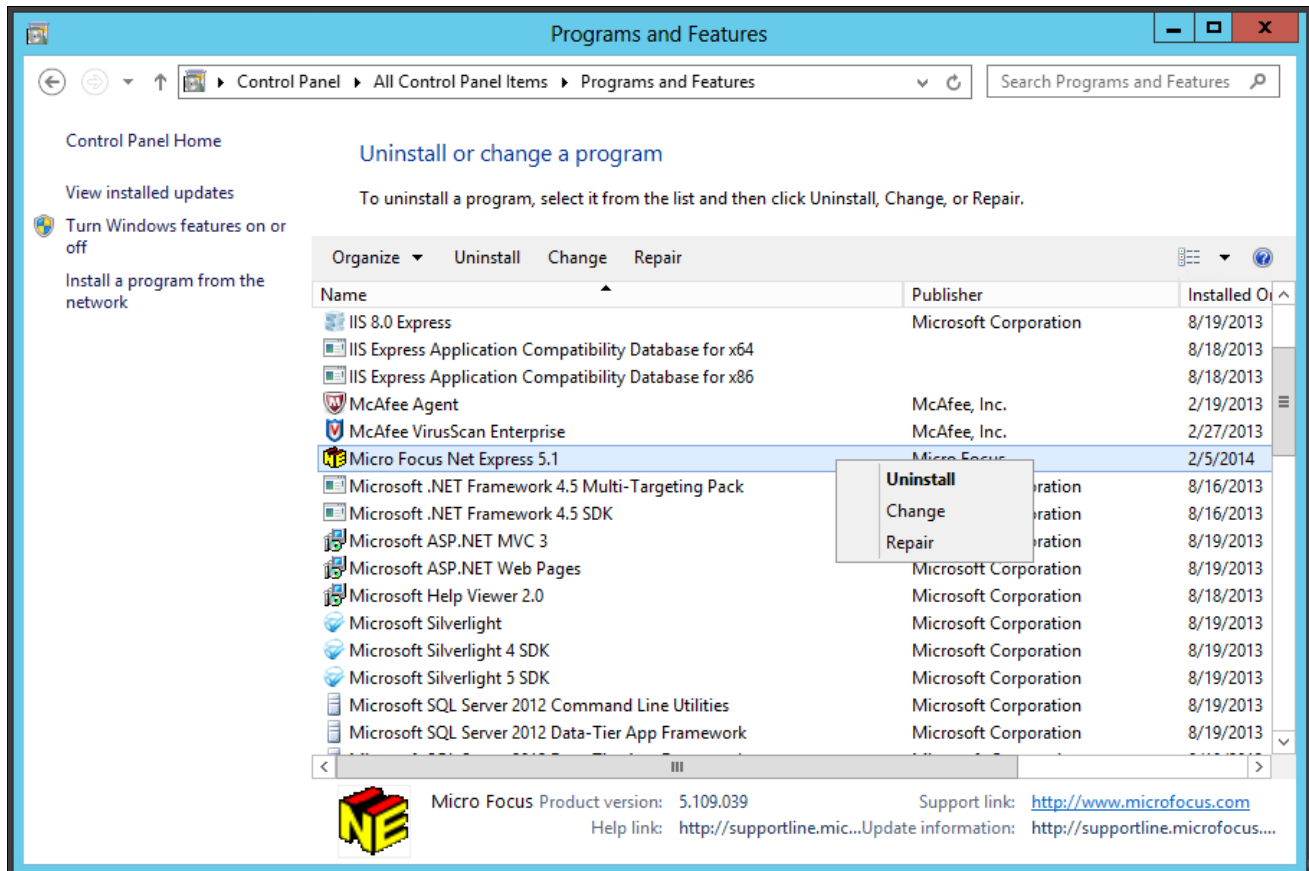 Programs and Features
Control Panel All Control Panel Items Programs and Features Search Programs and Features
Control Panel Home
View installed updates
Turn Windows features on or
off
Install a program from the
network
Uninstall or change a program
To uninstall a program, select it from the list and then click Uninstall, Change, or Repair.
Organize Uninstall Change Repair
Name Publisher Installed O
IIS 8.0 Express Microsoft Corporation 8/19/2013
IIS Express Application Compatibility Database for x64 8/18/2013
IIS Express Application Compatibility Database for x86 8/18/2013
McAfee Agent McAfee, Inc. 2/19/2013
McAfee VirusScan Enterprise McAfee, Inc. 2/27/2013
Micro Focus Net Express 5.1 Micro Focus 2/5/2014
Microsoft .NET Framework 4.5 Multi-Targeting Pack ration 8/16/2013
Microsoft .NET Framework 4.5 SDK ration 8/16/2013
Microsoft ASP.NET MVC 3 ration 8/19/2013
Microsoft ASP.NET Web Pages Microsoft Corporation 8/19/2013
Microsoft Help Viewer 2.0 Microsoft Corporation 8/18/2013
Microsoft Silverlight Microsoft Corporation 8/19/2013
Microsoft Silverlight 4 SDK Microsoft Corporation 8/19/2013
Microsoft Silverlight 5 SDK Microsoft Corporation 8/19/2013
Microsoft SQL Server 2012 Command Line Utilities Microsoft Corporation 8/19/2013
Microsoft SQL Server 2012 Data-Tier App Framework Microsoft Corporation 8/19/2013
Uninstall
Change
Repair
NE
Micro Focus Product version: 5.109.039 Support link: http://www.microfocus.com
Help link: http://supportline.mic... Update information: http://supportline.microfocus....